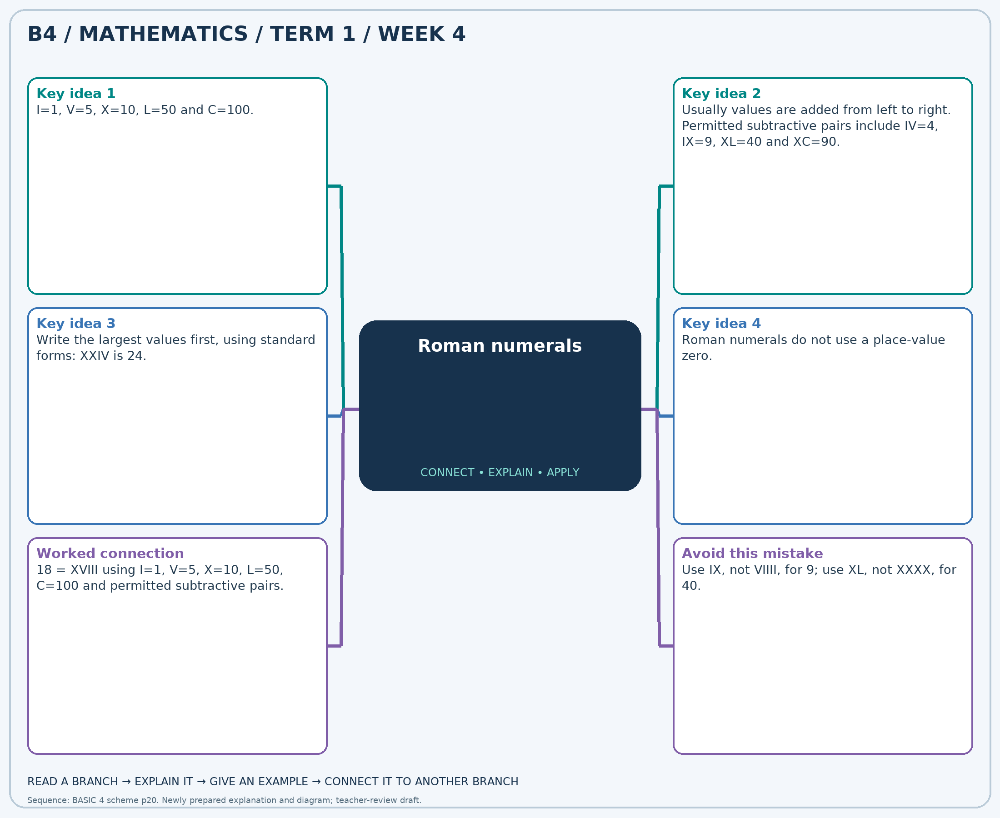 B4 / MATHEMATICS / TERM 1 / WEEK 4
Key idea 1
I=1, V=5, X=10, L=50 and C=100.
Key idea 2
Usually values are added from left to right.
Permitted subtractive pairs include IV=4,
IX=9, XL=40 and XC=90.
Key idea 3
Write the largest values first, using standard
forms: XXIV is 24.
Roman numerals
CONNECT • EXPLAIN • APPLY
Key idea 4
Roman numerals do not use a place-value
zero.
Worked connection
18 = XVIII using I=1, V=5, X=10, L=50,
C=100 and permitted subtractive pairs.
Avoid this mistake
Use IX, not VIIII, for 9; use XL, not XXXX, for
40.
READ A BRANCH → EXPLAIN IT → GIVE AN EXAMPLE → CONNECT IT TO ANOTHER BRANCH
Sequence: BASIC 4 scheme p20. Newly prepared explanation and diagram; teacher-review draft.